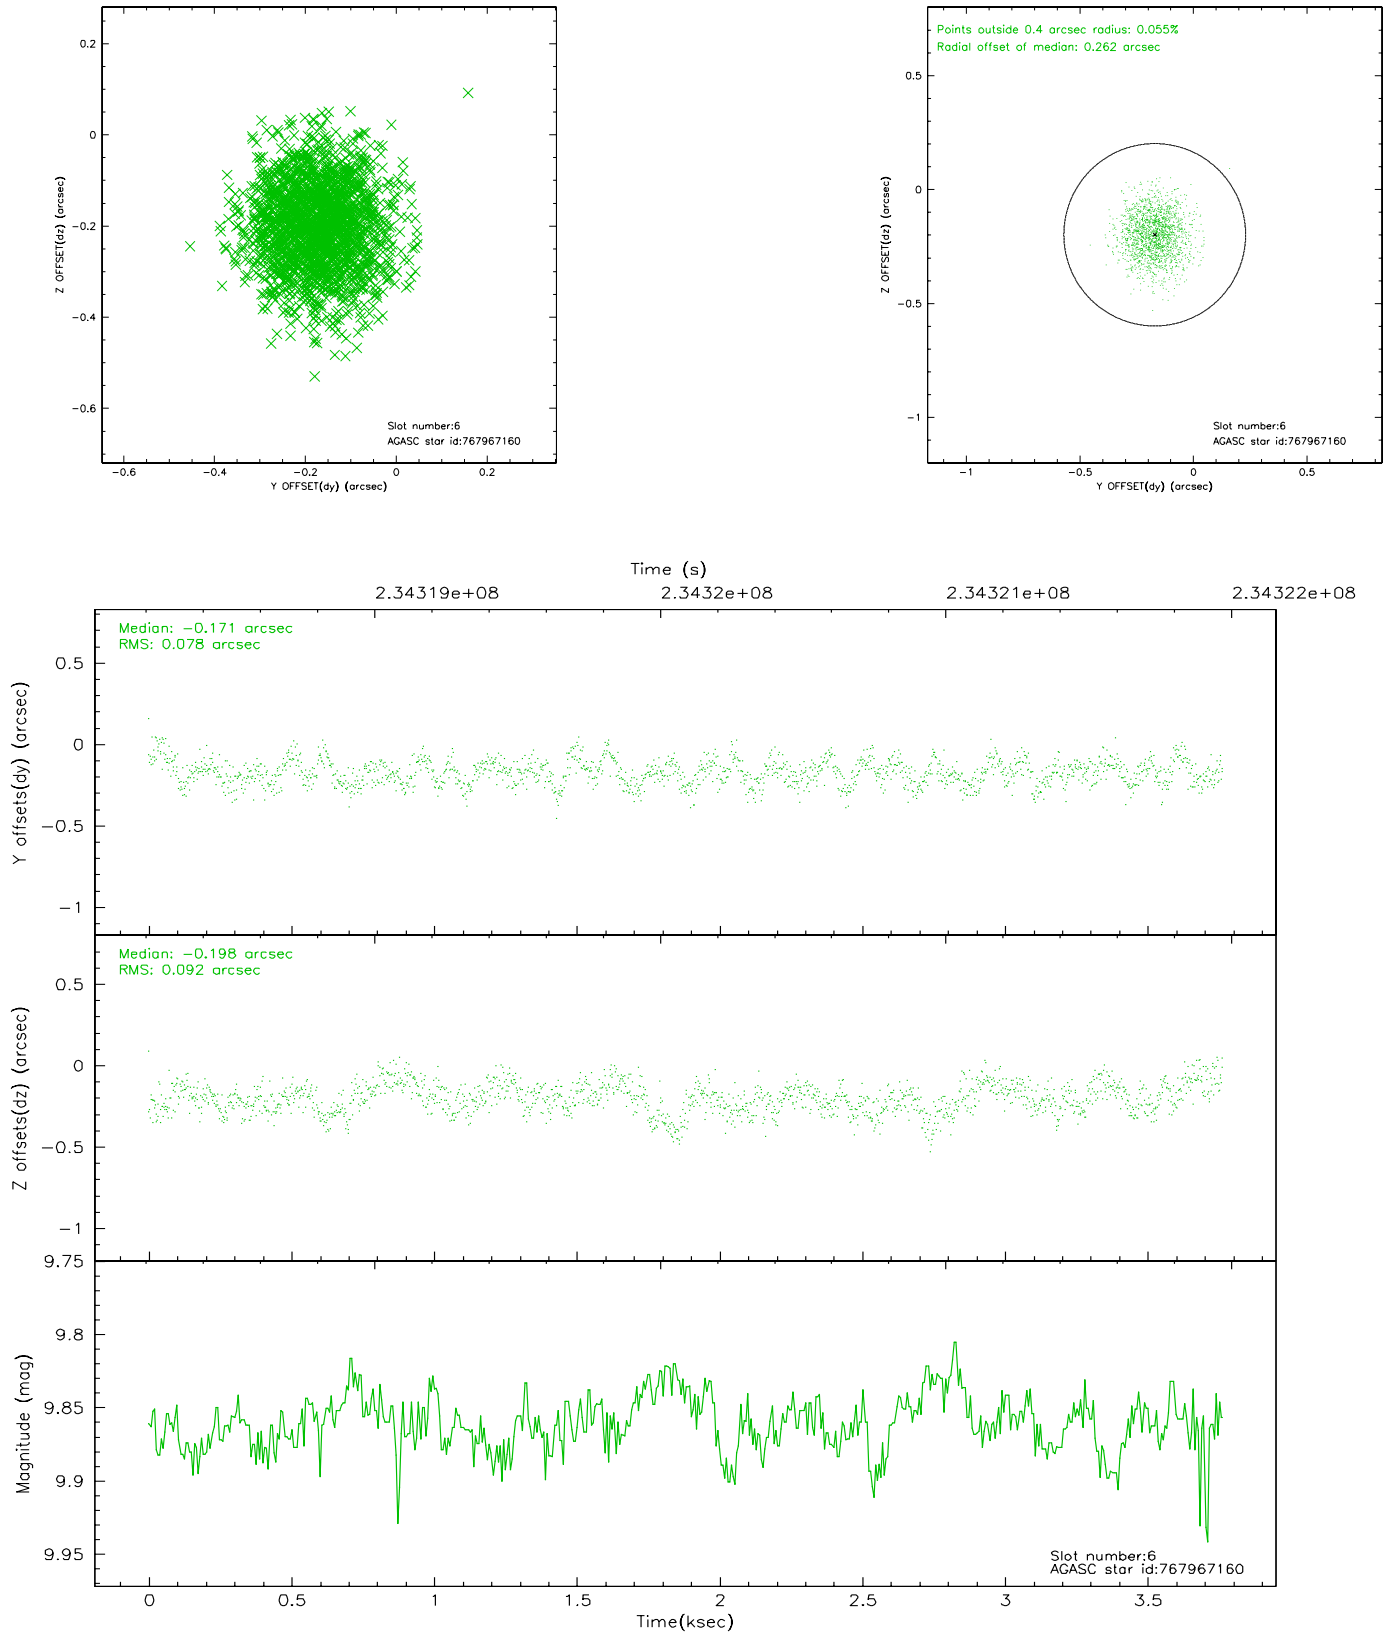 0.2
0
−0.2
−0.4
−0.6
Z OFFSET(dz) (arcsec)
−0.6
−0.4
−0.2
0
0.2
Y OFFSET(dy) (arcsec)
Slot number:6
AGASC star id:767967160
Points outside 0.4 arcsec radius: 0.055%
Radial offset of median: 0.262 arcsec
0.5
0
−0.5
−1
Z OFFSET(dz) (arcsec)
−1
−0.5
0
0.5
Y OFFSET(dy) (arcsec)
Slot number:6
AGASC star id:767967160
Time (s)
2.34319e+08
2.3432e+08
2.34321e+08
2.34322e+08
Median: −0.171 arcsec
RMS: 0.078 arcsec
0.5
0
−0.5
−1
Y offsets(dy) (arcsec)
Median: −0.198 arcsec
RMS: 0.092 arcsec
0.5
0
−0.5
−1
Z offsets(dz) (arcsec)
9.75
9.8
9.85
9.9
9.95
Magnitude (mag)
Slot number:6
AGASC star id:767967160
0
0.5
1
1.5
2
2.5
3
3.5
Time(ksec)